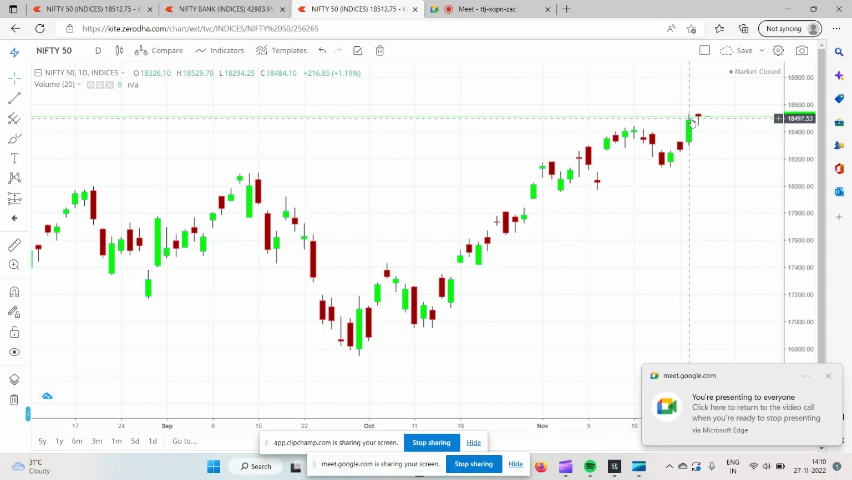 NIFTY 50 (INDICES) 18512.75 -
NIFTY BANK (INDICES) 42983.95
NIFTY 50 (INDICES) 18512.75 -
Meet - ttj-xopn-zac
https://kite.zerodha.com/chart/ext/tvc/INDICES/NIFTY%2050/256265
Not syncing
NIFTY 50 D Compare Indicators Templates Save
NIFTY 50, 1D, INDICES O18326.10 H18529.70 L18294.25 C18484.10 +216.85 (+1.19%)
Market Closed
Volume (20) 0 n/a
18800.00
18600.00
18497.53
18400.00
18200.00
18000.00
17800.00
17600.00
17400.00
17200.00
17000.00
16800.00
meet.google.com
You're presenting to everyone
Click here to return to the video call
when you're ready to stop presenting
via Microsoft Edge
17 24 Sep 8 15 22 Oct 11 18 Nov 9 16
5y 1y 6m 3m 1m 5d 1d Go to...
app.clipchamp.com is sharing your screen. Stop sharing Hide
meet.google.com is sharing your screen. Stop sharing Hide
31°C
Cloudy
Search
ENG
IN
14:10
27-11-2022